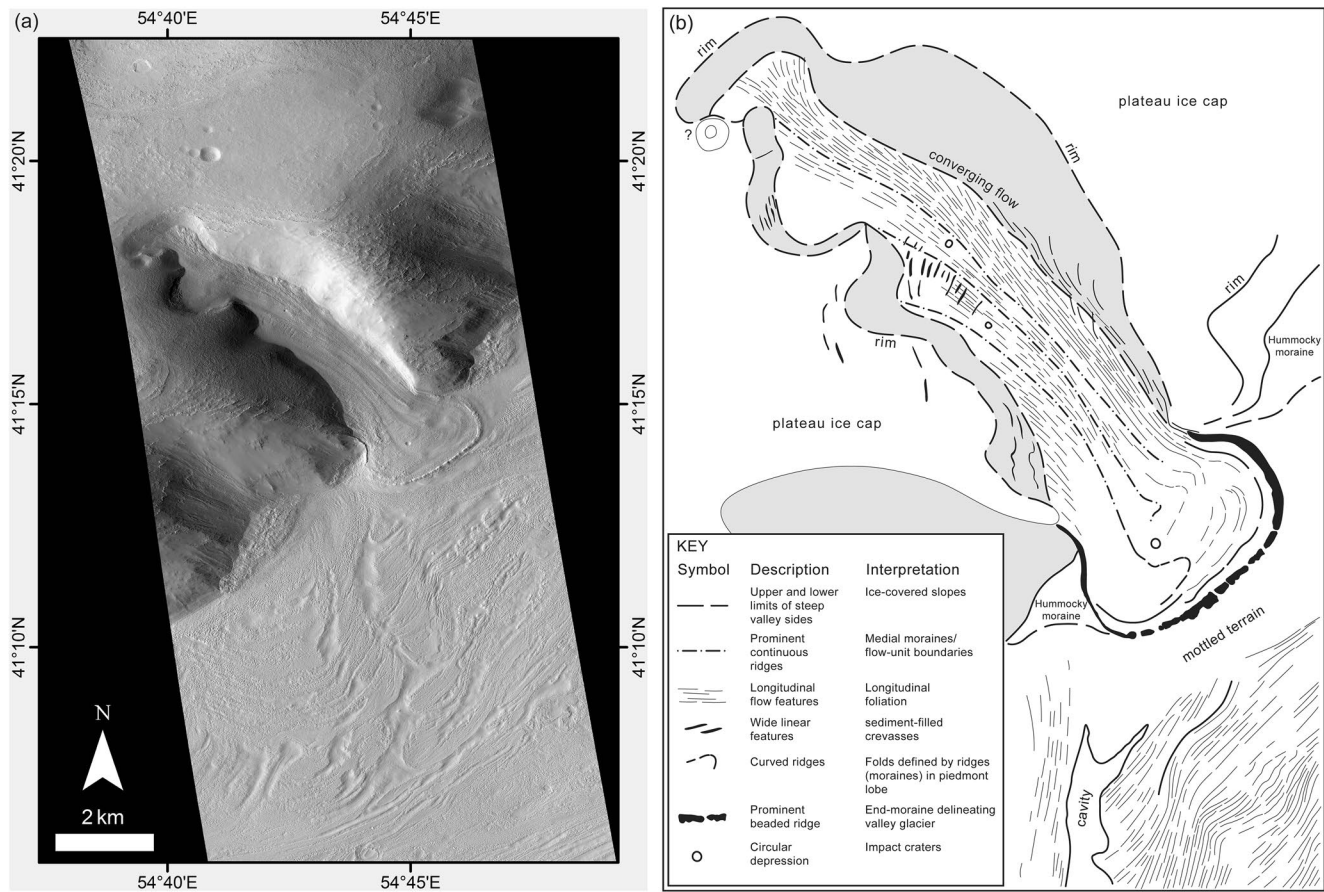 (a)
54°40'E
54°45'E
41°20'N
41°20'N
41°15'N
41°15'N
41°10'N
41°10'N
N
2 km
54°40'E
54°45'E
(b)
rim
plateau ice cap
?
converging flow
rim
rim
rim
Hummocky
moraine
plateau ice cap
Hummocky
moraine
mottled terrain
cavity
KEY
Symbol Description Interpretation
Upper and lower Ice-covered slopes
limits of steep
valley sides
Prominent Medial moraines/
continuous flow-unit boundaries
ridges
Longitudinal Longitudinal
flow features foliation
Wide linear sediment-filled
features crevasses
Curved ridges Folds defined by ridges
(moraines) in piedmont
lobe
Prominent End-moraine delineating
beaded ridge valley glacier
Circular Impact craters
depression